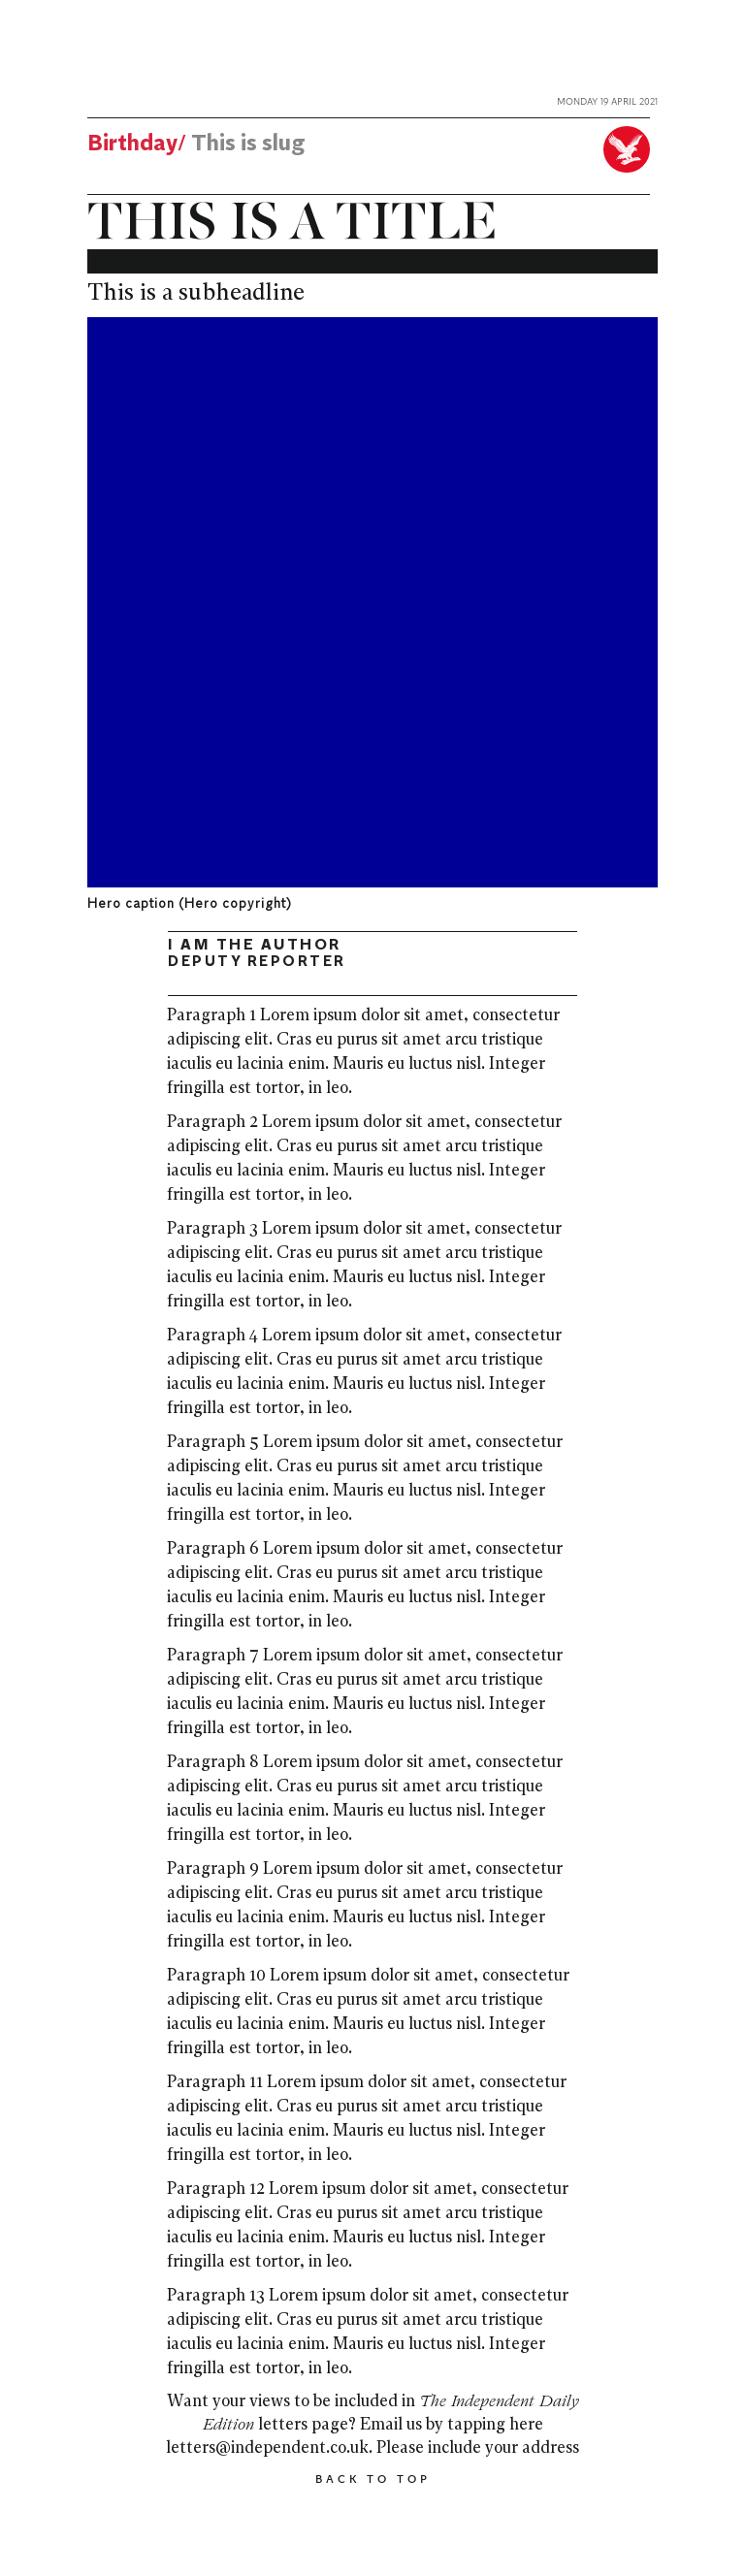 MONDAY 19 APRIL 2021
Birthday/ This is slug
THIS IS A TITLE
This is a subheadline
Hero caption (Hero copyright)
I AM THE AUTHOR
DEPUTY REPORTER
Paragraph 1 Lorem ipsum dolor sit amet, consectetur
adipiscing elit. Cras eu purus sit amet arcu tristique
iaculis eu lacinia enim. Mauris eu luctus nisl. Integer
fringilla est tortor, in leo.
Paragraph 2 Lorem ipsum dolor sit amet, consectetur
adipiscing elit. Cras eu purus sit amet arcu tristique
iaculis eu lacinia enim. Mauris eu luctus nisl. Integer
fringilla est tortor, in leo.
Paragraph 3 Lorem ipsum dolor sit amet, consectetur
adipiscing elit. Cras eu purus sit amet arcu tristique
iaculis eu lacinia enim. Mauris eu luctus nisl. Integer
fringilla est tortor, in leo.
Paragraph 4 Lorem ipsum dolor sit amet, consectetur
adipiscing elit. Cras eu purus sit amet arcu tristique
iaculis eu lacinia enim. Mauris eu luctus nisl. Integer
fringilla est tortor, in leo.
Paragraph 5 Lorem ipsum dolor sit amet, consectetur
adipiscing elit. Cras eu purus sit amet arcu tristique
iaculis eu lacinia enim. Mauris eu luctus nisl. Integer
fringilla est tortor, in leo.
Paragraph 6 Lorem ipsum dolor sit amet, consectetur
adipiscing elit. Cras eu purus sit amet arcu tristique
iaculis eu lacinia enim. Mauris eu luctus nisl. Integer
fringilla est tortor, in leo.
Paragraph 7 Lorem ipsum dolor sit amet, consectetur
adipiscing elit. Cras eu purus sit amet arcu tristique
iaculis eu lacinia enim. Mauris eu luctus nisl. Integer
fringilla est tortor, in leo.
Paragraph 8 Lorem ipsum dolor sit amet, consectetur
adipiscing elit. Cras eu purus sit amet arcu tristique
iaculis eu lacinia enim. Mauris eu luctus nisl. Integer
fringilla est tortor, in leo.
Paragraph 9 Lorem ipsum dolor sit amet, consectetur
adipiscing elit. Cras eu purus sit amet arcu tristique
iaculis eu lacinia enim. Mauris eu luctus nisl. Integer
fringilla est tortor, in leo.
Paragraph 10 Lorem ipsum dolor sit amet, consectetur
adipiscing elit. Cras eu purus sit amet arcu tristique
iaculis eu lacinia enim. Mauris eu luctus nisl. Integer
fringilla est tortor, in leo.
Paragraph 11 Lorem ipsum dolor sit amet, consectetur
adipiscing elit. Cras eu purus sit amet arcu tristique
iaculis eu lacinia enim. Mauris eu luctus nisl. Integer
fringilla est tortor, in leo.
Paragraph 12 Lorem ipsum dolor sit amet, consectetur
adipiscing elit. Cras eu purus sit amet arcu tristique
iaculis eu lacinia enim. Mauris eu luctus nisl. Integer
fringilla est tortor, in leo.
Paragraph 13 Lorem ipsum dolor sit amet, consectetur
adipiscing elit. Cras eu purus sit amet arcu tristique
iaculis eu lacinia enim. Mauris eu luctus nisl. Integer
fringilla est tortor, in leo.
Want your views to be included in The Independent Daily
Edition letters page? Email us by tapping here
letters@independent.co.uk. Please include your address
BACK TO TOP